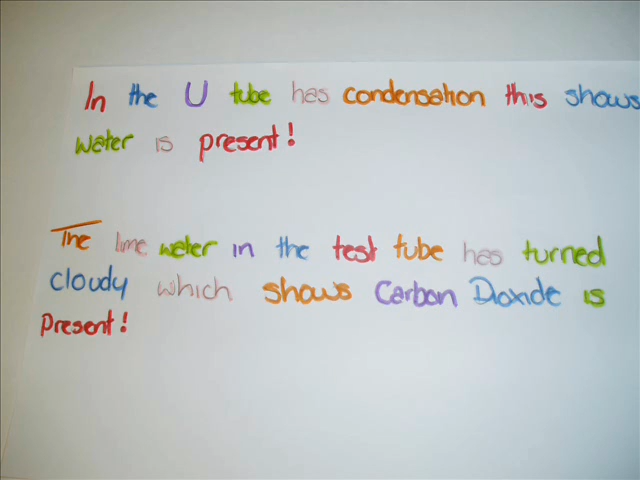 In the U tube has condensation this shows
water is present!
The lime water in the test tube has turned
cloudy which shows Carbon Dioxide is
Present!